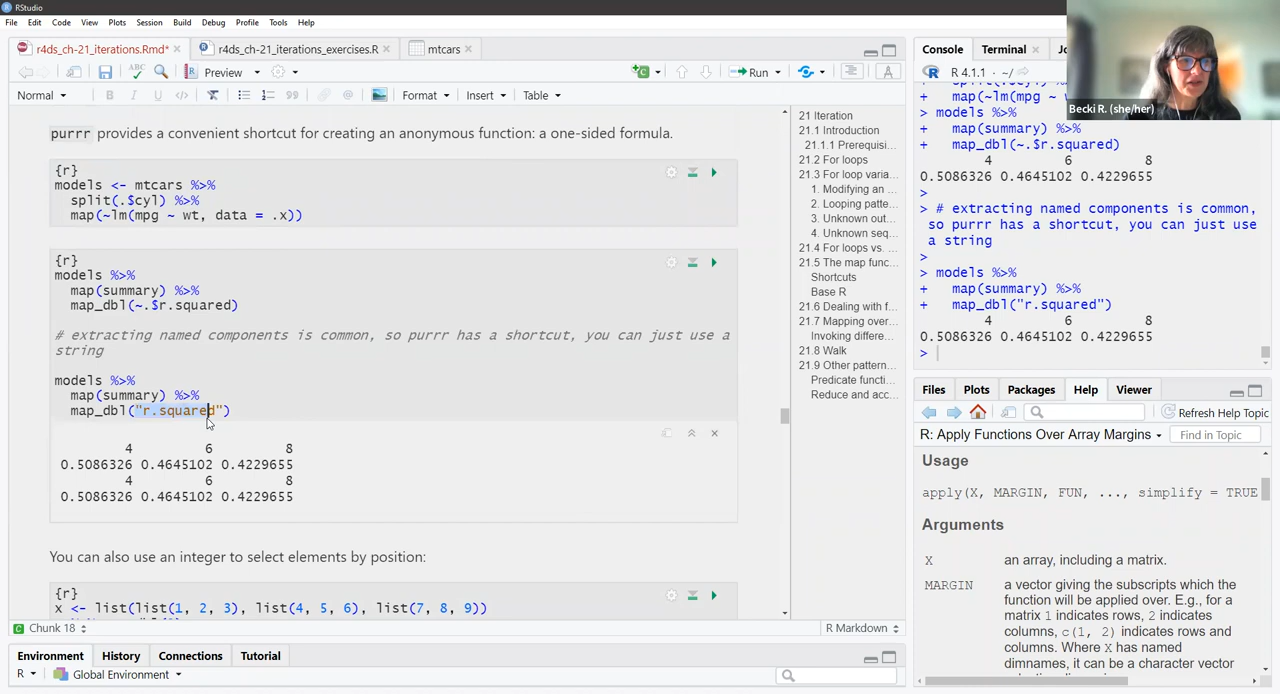 RStudio
File Edit Code View Plots Session Build Debug Profile Tools Help
r4ds_ch-21_iterations.Rmd* r4ds_ch-21_iterations_exercises.R mtcars
ABC Preview Run
Normal B I U </> Format Insert Table
purrr provides a convenient shortcut for creating an anonymous function: a one-sided formula.
{r}
models <- mtcars %>%
split(.$cyl) %>%
map(~lm(mpg ~ wt, data = .x))
{r}
models %>%
map(summary) %>%
map_dbl(~.$r.squared)
# extracting named components is common, so purrr has a shortcut, you can just use a
string
models %>%
map(summary) %>%
map_dbl("r.squared")
4 6 8
0.5086326 0.4645102 0.4229655
4 6 8
0.5086326 0.4645102 0.4229655
You can also use an integer to select elements by position:
{r}
x <- list(list(1, 2, 3), list(4, 5, 6), list(7, 8, 9))
Chunk 18 R Markdown
21 Iteration
21.1 Introduction
21.1.1 Prerequisi...
21.2 For loops
21.3 For loop varia...
1. Modifying an ...
2. Looping patte...
3. Unknown out...
4. Unknown seq...
21.4 For loops vs. ...
21.5 The map func...
Shortcuts
Base R
21.6 Dealing with f...
21.7 Mapping over...
Invoking differe...
21.8 Walk
21.9 Other pattern...
Predicate functi...
Reduce and acc...
Environment History Connections Tutorial
R Global Environment
Console Terminal Jo
R 4.1.1 · ~/
Becki R. (she/her)
+ map(~lm(mpg ~
> models %>%
+ map(summary) %>%
+ map_dbl(~.$r.squared)
4 6 8
0.5086326 0.4645102 0.4229655
>
> # extracting named components is common,
so purrr has a shortcut, you can just use
a string
>
> models %>%
+ map(summary) %>%
+ map_dbl("r.squared")
4 6 8
0.5086326 0.4645102 0.4229655
>
Files Plots Packages Help Viewer
Refresh Help Topic
R: Apply Functions Over Array Margins Find in Topic
Usage
apply(X, MARGIN, FUN, ..., simplify = TRUE
Arguments
X an array, including a matrix.
MARGIN a vector giving the subscripts which the
function will be applied over. E.g., for a
matrix 1 indicates rows, 2 indicates
columns, c(1, 2) indicates rows and
columns. Where X has named
dimnames, it can be a character vector